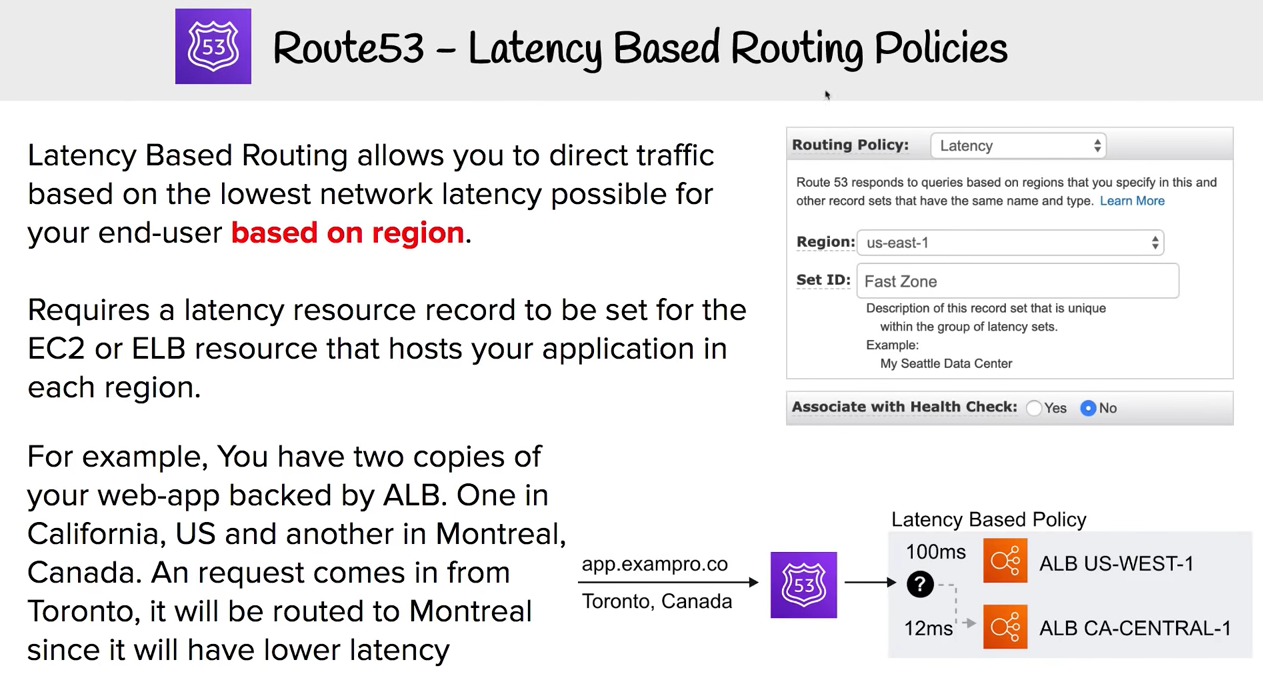 53
Route53 – Latency Based Routing Policies
Latency Based Routing allows you to direct traffic
based on the lowest network latency possible for
your end-user based on region.
Requires a latency resource record to be set for the
EC2 or ELB resource that hosts your application in
each region.
For example, You have two copies of
your web-app backed by ALB. One in
California, US and another in Montreal,
Canada. An request comes in from
Toronto, it will be routed to Montreal
since it will have lower latency
Routing Policy: Latency
Route 53 responds to queries based on regions that you specify in this and
other record sets that have the same name and type. Learn More
Region: us-east-1
Set ID: Fast Zone
Description of this record set that is unique
within the group of latency sets.
Example:
My Seattle Data Center
Associate with Health Check: Yes No
app.exampro.co
Toronto, Canada
53
Latency Based Policy
100ms
ALB US-WEST-1
?
12ms
ALB CA-CENTRAL-1